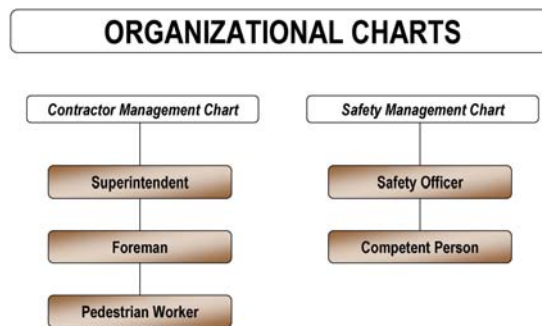 ORGANIZATIONAL CHARTS
Contractor Management Chart
Superintendent
Foreman
Pedestrian Worker
Safety Management Chart
Safety Officer
Competent Person